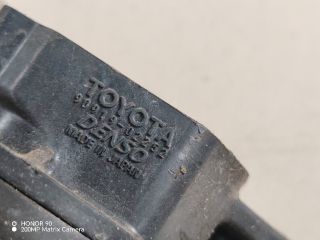 TOYOTA
DENSO
MADE IN JAPAN
HONOR 90
200MP Matrix Camera